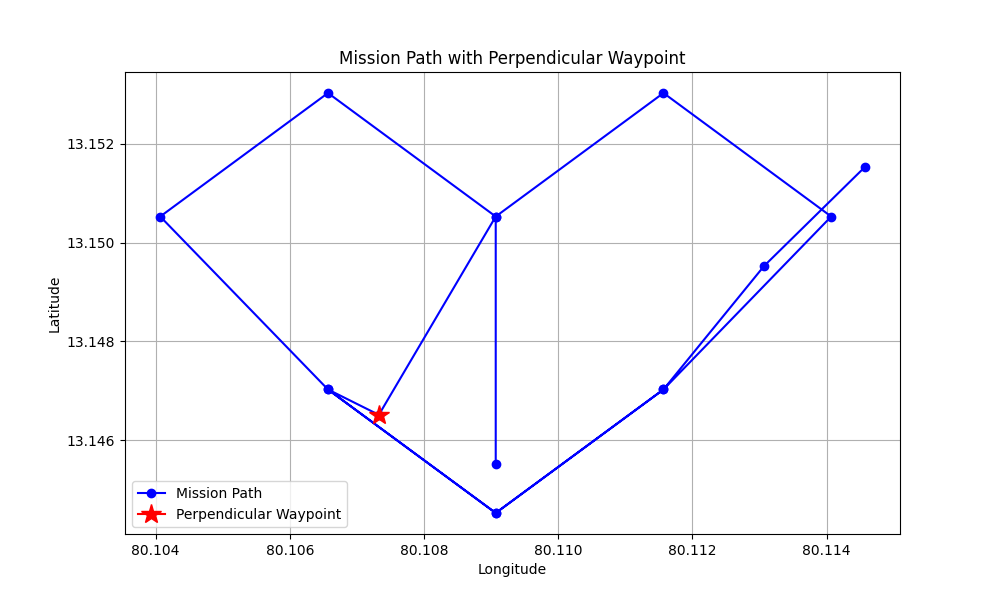 Mission Path with Perpendicular Waypoint
13.152
13.150
13.148
13.146
Latitude
Mission Path
Perpendicular Waypoint
80.104 80.106 80.108 80.110 80.112 80.114
Longitude